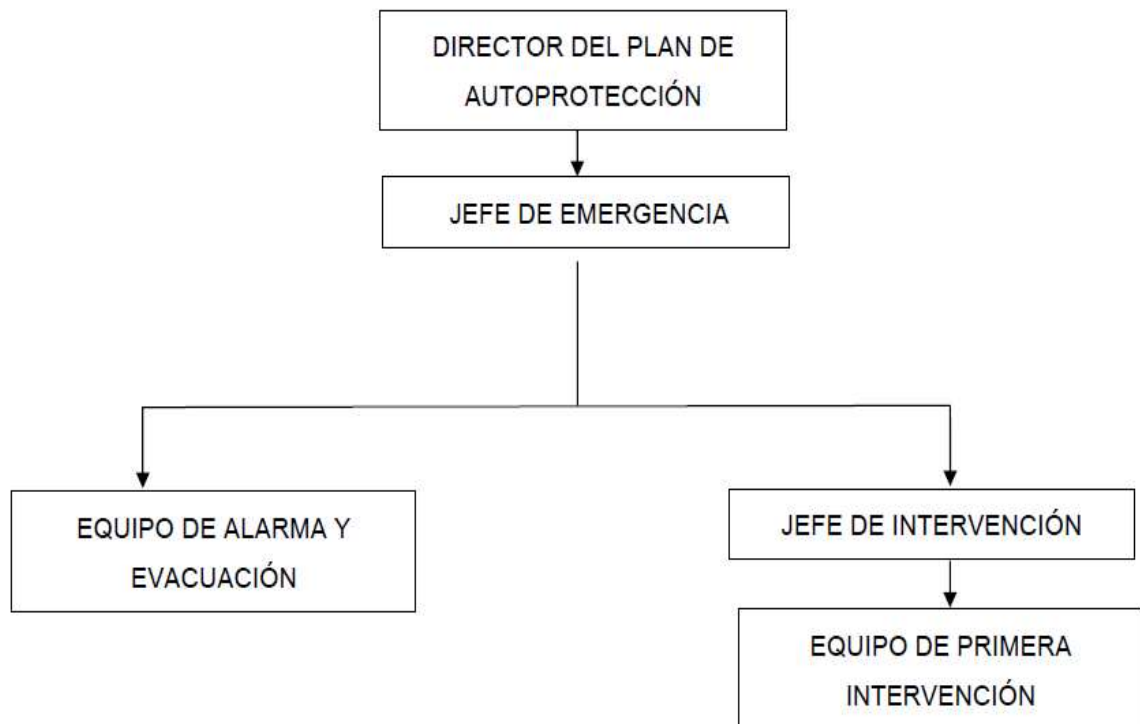 DIRECTOR DEL PLAN DE
AUTOPROTECCIÓN
JEFE DE EMERGENCIA
EQUIPO DE ALARMA Y
EVACUACIÓN
JEFE DE INTERVENCIÓN
EQUIPO DE PRIMERA
INTERVENCIÓN